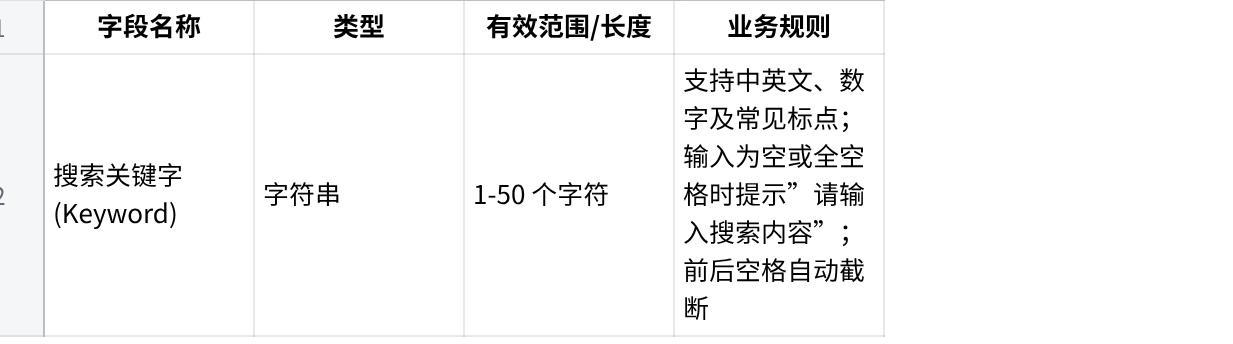 字段名称 类型 有效范围/长度 业务规则
搜索关键字
(Keyword)
字符串
1-50 个字符
支持中英文、数
字及常见标点；
输入为空或全空
格时提示”请输
入搜索内容”；
前后空格自动截
断